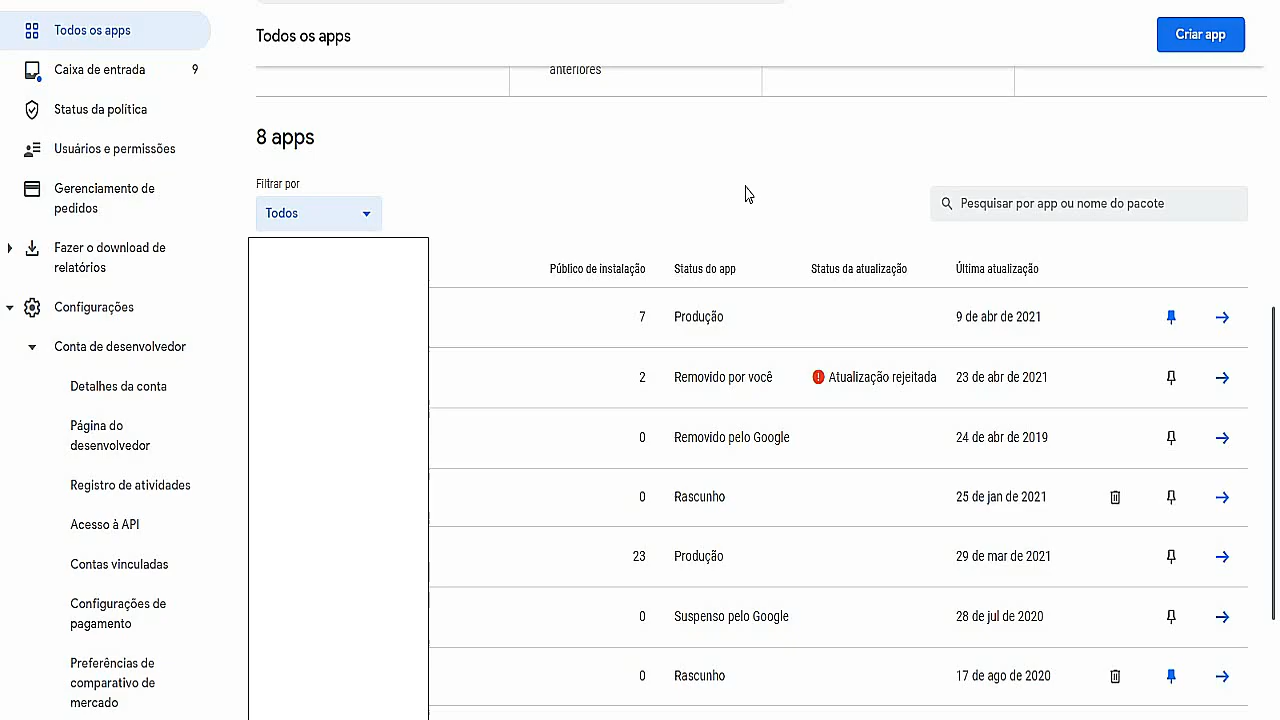 Todos os apps
Caixa de entrada 9
Status da política
Usuários e permissões
Gerenciamento de
pedidos
Fazer o download de
relatórios
Configurações
Conta de desenvolvedor
Detalhes da conta
Página do
desenvolvedor
Registro de atividades
Acesso à API
Contas vinculadas
Configurações de
pagamento
Preferências de
comparativo de
mercado
Todos os apps
Criar app
anteriores
8 apps
Filtrar por
Todos
Pesquisar por app ou nome do pacote
Público de instalação Status do app Status da atualização Última atualização
7 Produção 9 de abr de 2021
2 Removido por você Atualização rejeitada 23 de abr de 2021
0 Removido pelo Google 24 de abr de 2019
0 Rascunho 25 de jan de 2021
23 Produção 29 de mar de 2021
0 Suspenso pelo Google 28 de jul de 2020
0 Rascunho 17 de ago de 2020